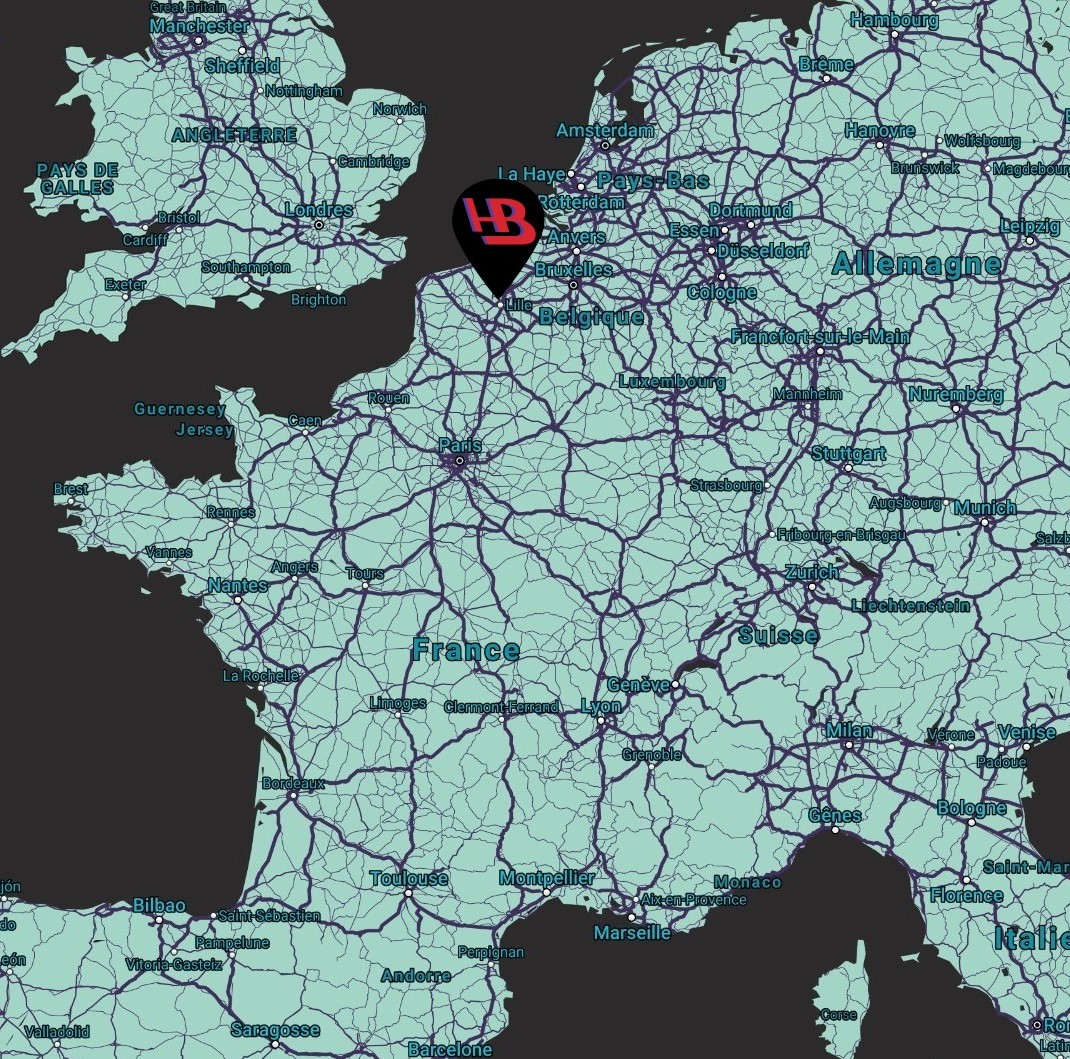 Great Britain
Manchester
Sheffield
Nottingham
Norwich
ANGLETERRE
Cambridge
PAYS DE
GALLES
Londres
Bristol
Cardiff
Southampton
Exeter
Brighton
Hambourg
Brême
Amsterdam
Hanovre
Wolfsbourg
Brunswick
Magdebourg
La Haye
Pays-Bas
Rotterdam
HB
Anvers
Dortmund
Essen
Düsseldorf
Leipzig
Allemagne
Bruxelles
Cologne
Lille
Belgique
Francfort-sur-le-Main
Luxembourg
Mannheim
Nuremberg
Guernesey
Jersey
Rouen
Caen
Paris
Stuttgart
Strasbourg
Augsbourg
Munich
Brest
Rennes
Fribourg-en-Brisgau
Salzb
Vannes
Angers
Tours
Nantes
Zurich
Liechtenstein
France
Suisse
La Rochelle
Genève
Limoges
Clermont-Ferrand
Lyon
Grenoble
Milan
Vérone
Venise
Padoue
Bordeaux
Gênes
Bologne
Toulouse
Montpellier
Monaco
Saint-Mar
Aix-en-Provence
Florence
Marseille
jón
do
Bilbao
Saint-Sébastien
Pampelune
Vitoria-Gasteiz
eón
Perpignan
Andorre
Italie
Corse
Valladolid
Saragosse
Barcelone
Ro
Latin